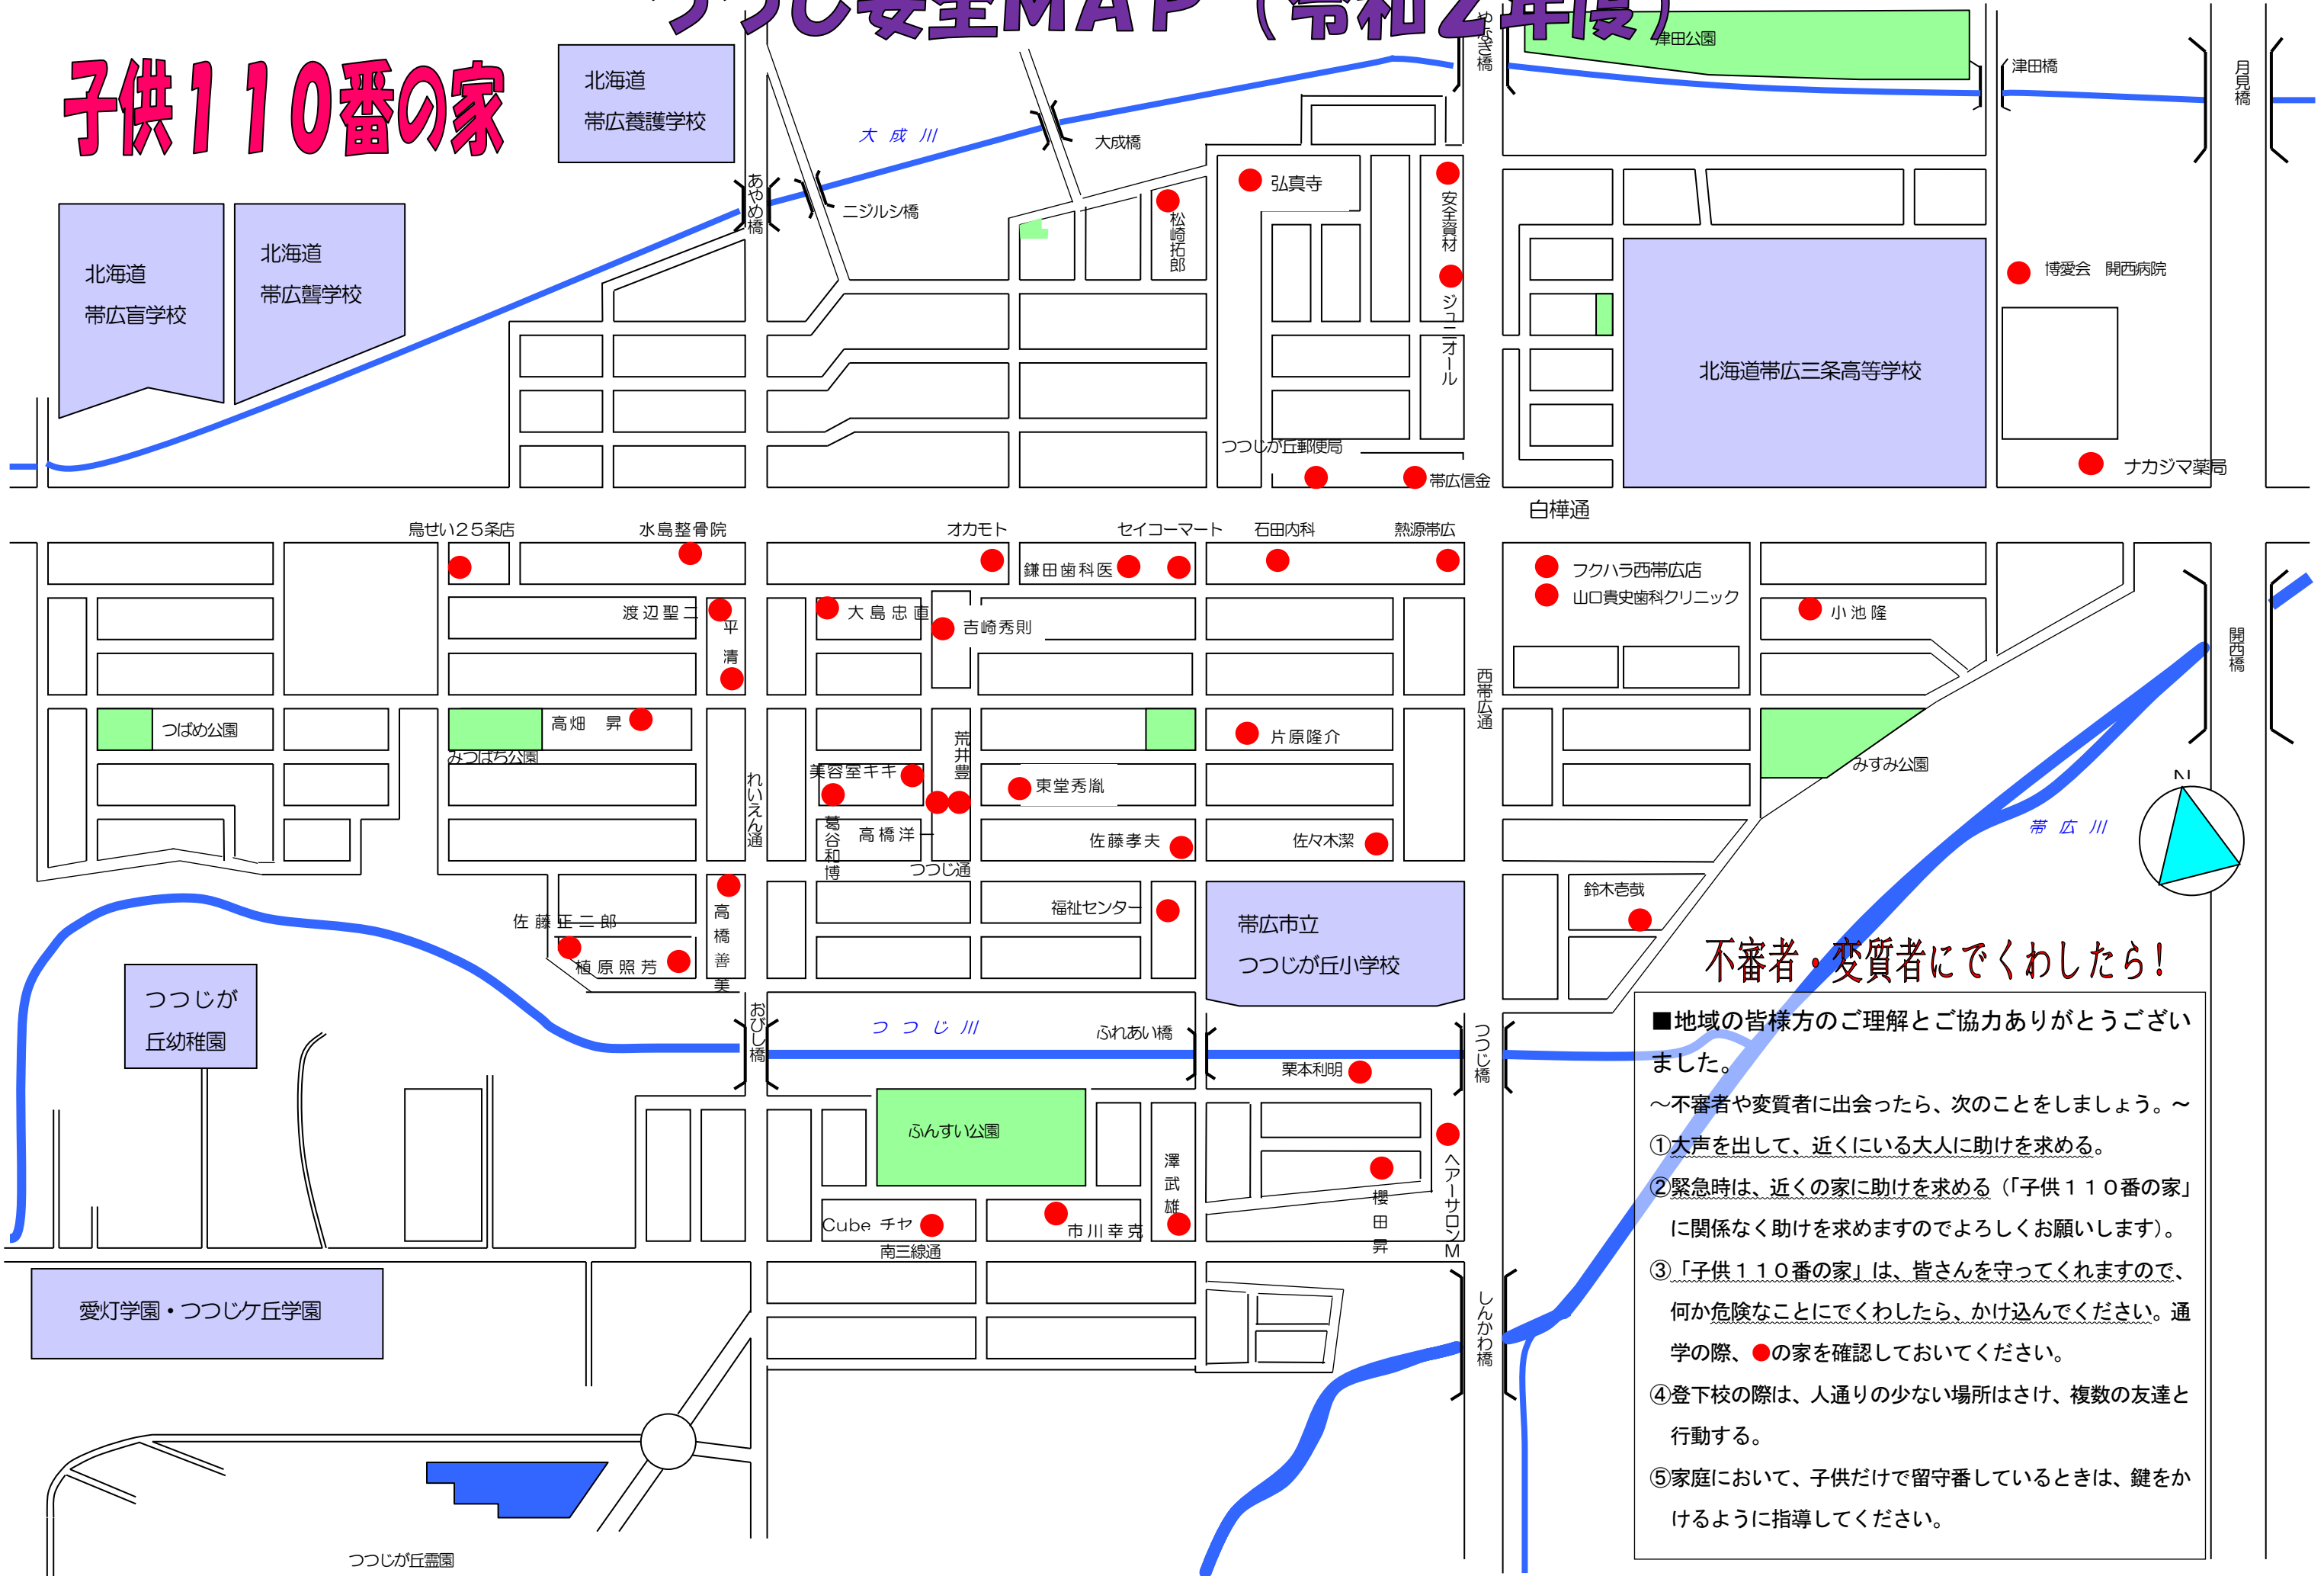 つつじ安全MAP（令和２年度）
子供１１０番の家
北海道
帯広養護学校
北海道
帯広盲学校
北海道
帯広聾学校
大成川
あやめ橋
ニジルシ橋
大成橋
やなぎ橋
津田公園
津田橋
月見橋
松崎拓郎
弘真寺
安全資材
ジュニオール
つつじが丘郵便局
帯広信金
北海道帯広三条高等学校
博愛会　開西病院
ナカジマ薬局
白樺通
鳥せい２５条店
水島整骨院
オカモト
セイコーマート
石田内科
熱源帯広
鎌田歯科医
フクハラ西帯広店
山口貴史歯科クリニック
小池隆
渡辺聖二
平清
大島忠直
吉崎秀則
西帯広通
開西橋
つばめ公園
みつばち公園
高畑　昇
荒井豊
片原隆介
みすみ公園
れいえん通
美容室キキ
東堂秀胤
葛谷和博
高橋洋一
佐藤孝夫
佐々木潔
つつじ通
帯広川
N
佐藤正二郎
植原照芳
高橋善美
福祉センター
帯広市立
つつじが丘小学校
鈴木壱哉
つつじが
丘幼稚園
おびし橋
つつじ川
ふれあい橋
つつじ橋
栗本利明
ふんすい公園
澤武雄
櫻田昇
ヘアーサロンM
Cube チヤ
市川幸克
南三線通
しんかわ橋
愛灯学園・つつじケ丘学園
つつじが丘霊園
不審者・変質者にでくわしたら！
■地域の皆様方のご理解とご協力ありがとうござい
ました。
～不審者や変質者に出会ったら、次のことをしましょう。～
①大声を出して、近くにいる大人に助けを求める。
②緊急時は、近くの家に助けを求める（「子供１１０番の家」
に関係なく助けを求めますのでよろしくお願いします）。
③「子供１１０番の家」は、皆さんを守ってくれますので、
何か危険なことにでくわしたら、かけ込んでください。通
学の際、●の家を確認しておいてください。
④登下校の際は、人通りの少ない場所はさけ、複数の友達と
行動する。
⑤家庭において、子供だけで留守番しているときは、鍵をか
けるように指導してください。